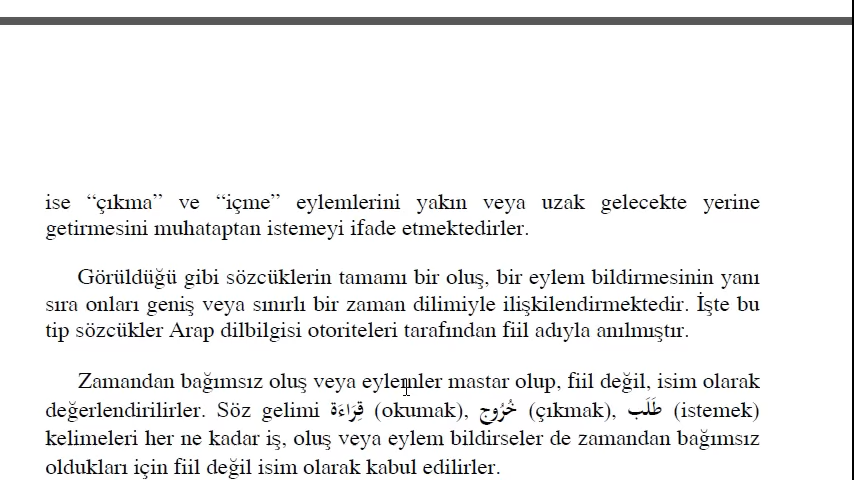 ise “çıkma” ve “içme” eylemlerini yakın veya uzak gelecekte yerine
getirmesini muhataptan istemeyi ifade etmektedirler.
Görüldüğü gibi sözcüklerin tamamı bir oluş, bir eylem bildirmesinin yanı
sıra onları geniş veya sınırlı bir zaman dilimiyle ilişkilendirmektedir. İşte bu
tip sözcükler Arap dilbilgisi otoriteleri tarafından fiil adıyla anılmıştır.
Zamandan bağımsız oluş veya eylemler mastar olup, fiil değil, isim olarak
değerlendirilirler. Söz gelimi قِرَاءَة (okumak), خُرُوج (çıkmak), طَلَب (istemek)
kelimeleri her ne kadar iş, oluş veya eylem bildirseler de zamandan bağımsız
oldukları için fiil değil isim olarak kabul edilirler.